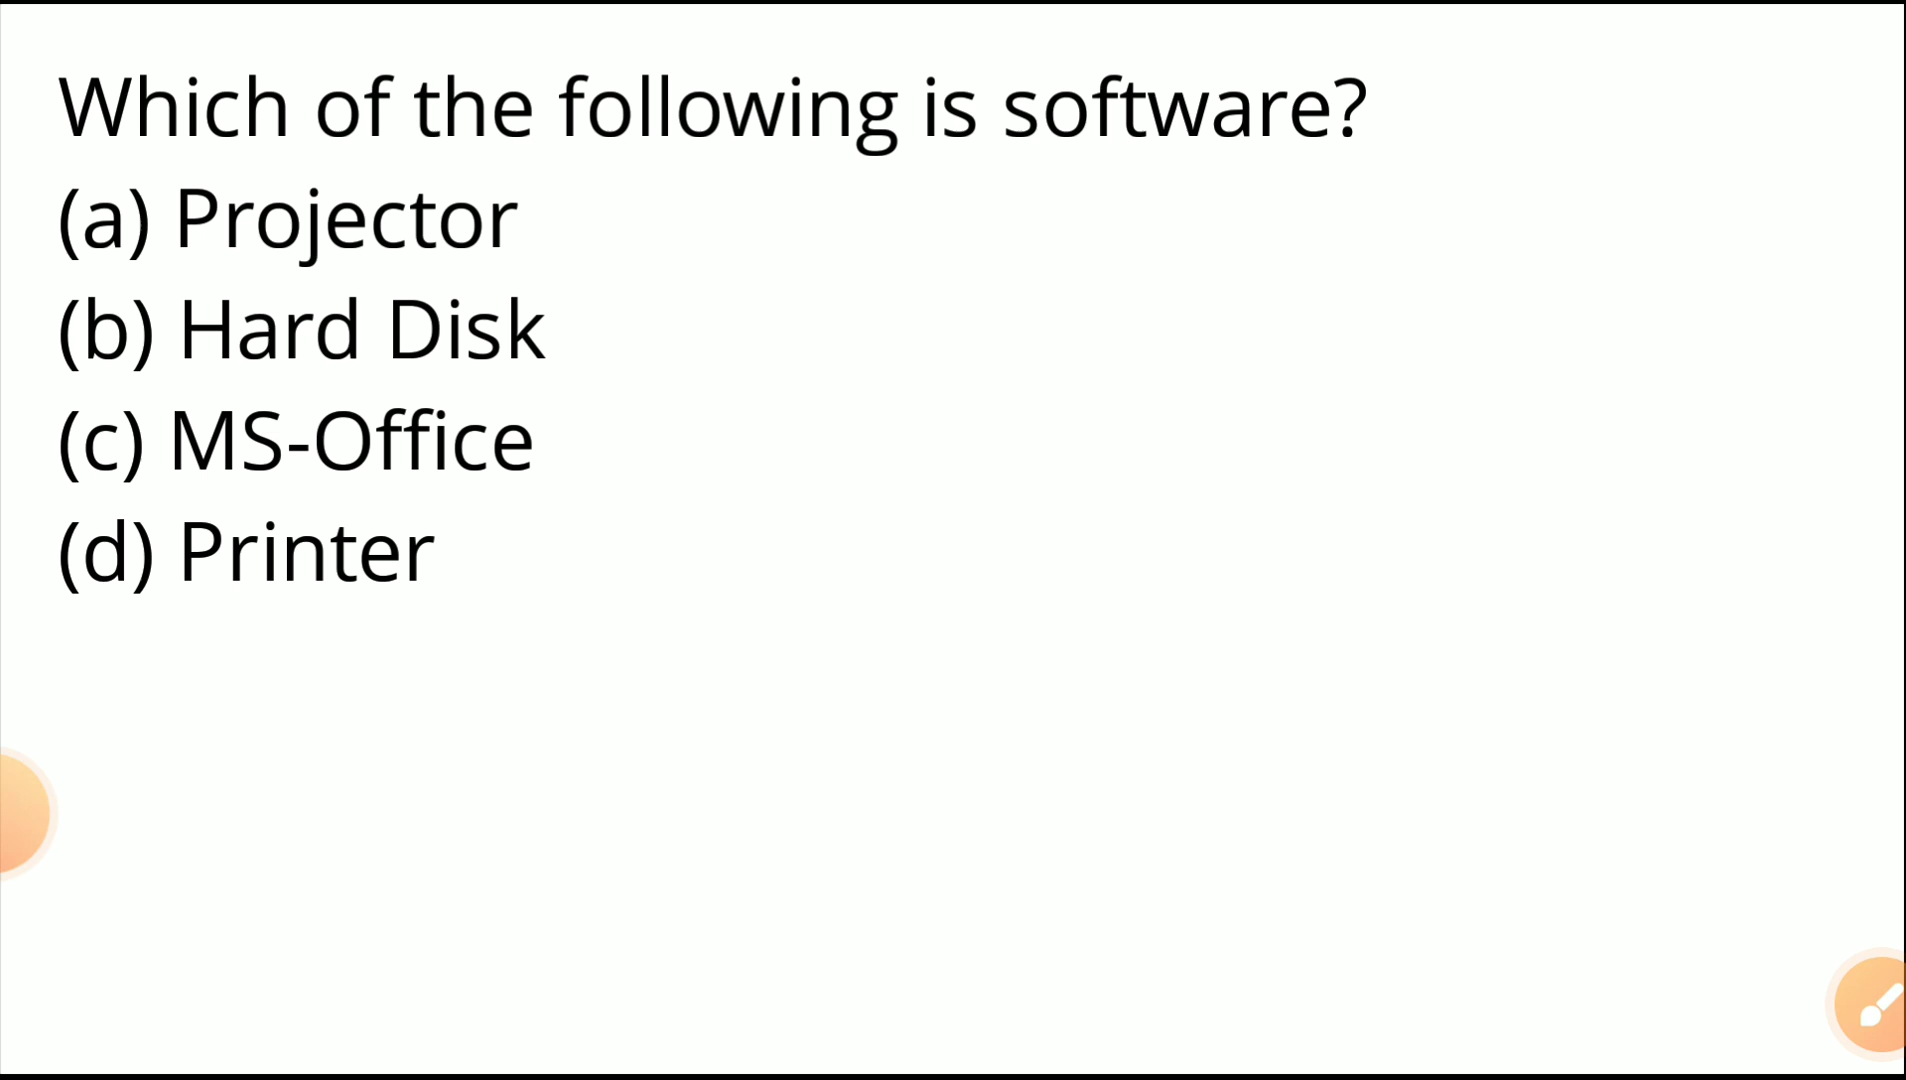 Which of the following is software?
(a) Projector
(b) Hard Disk
(c) MS-Office
(d) Printer